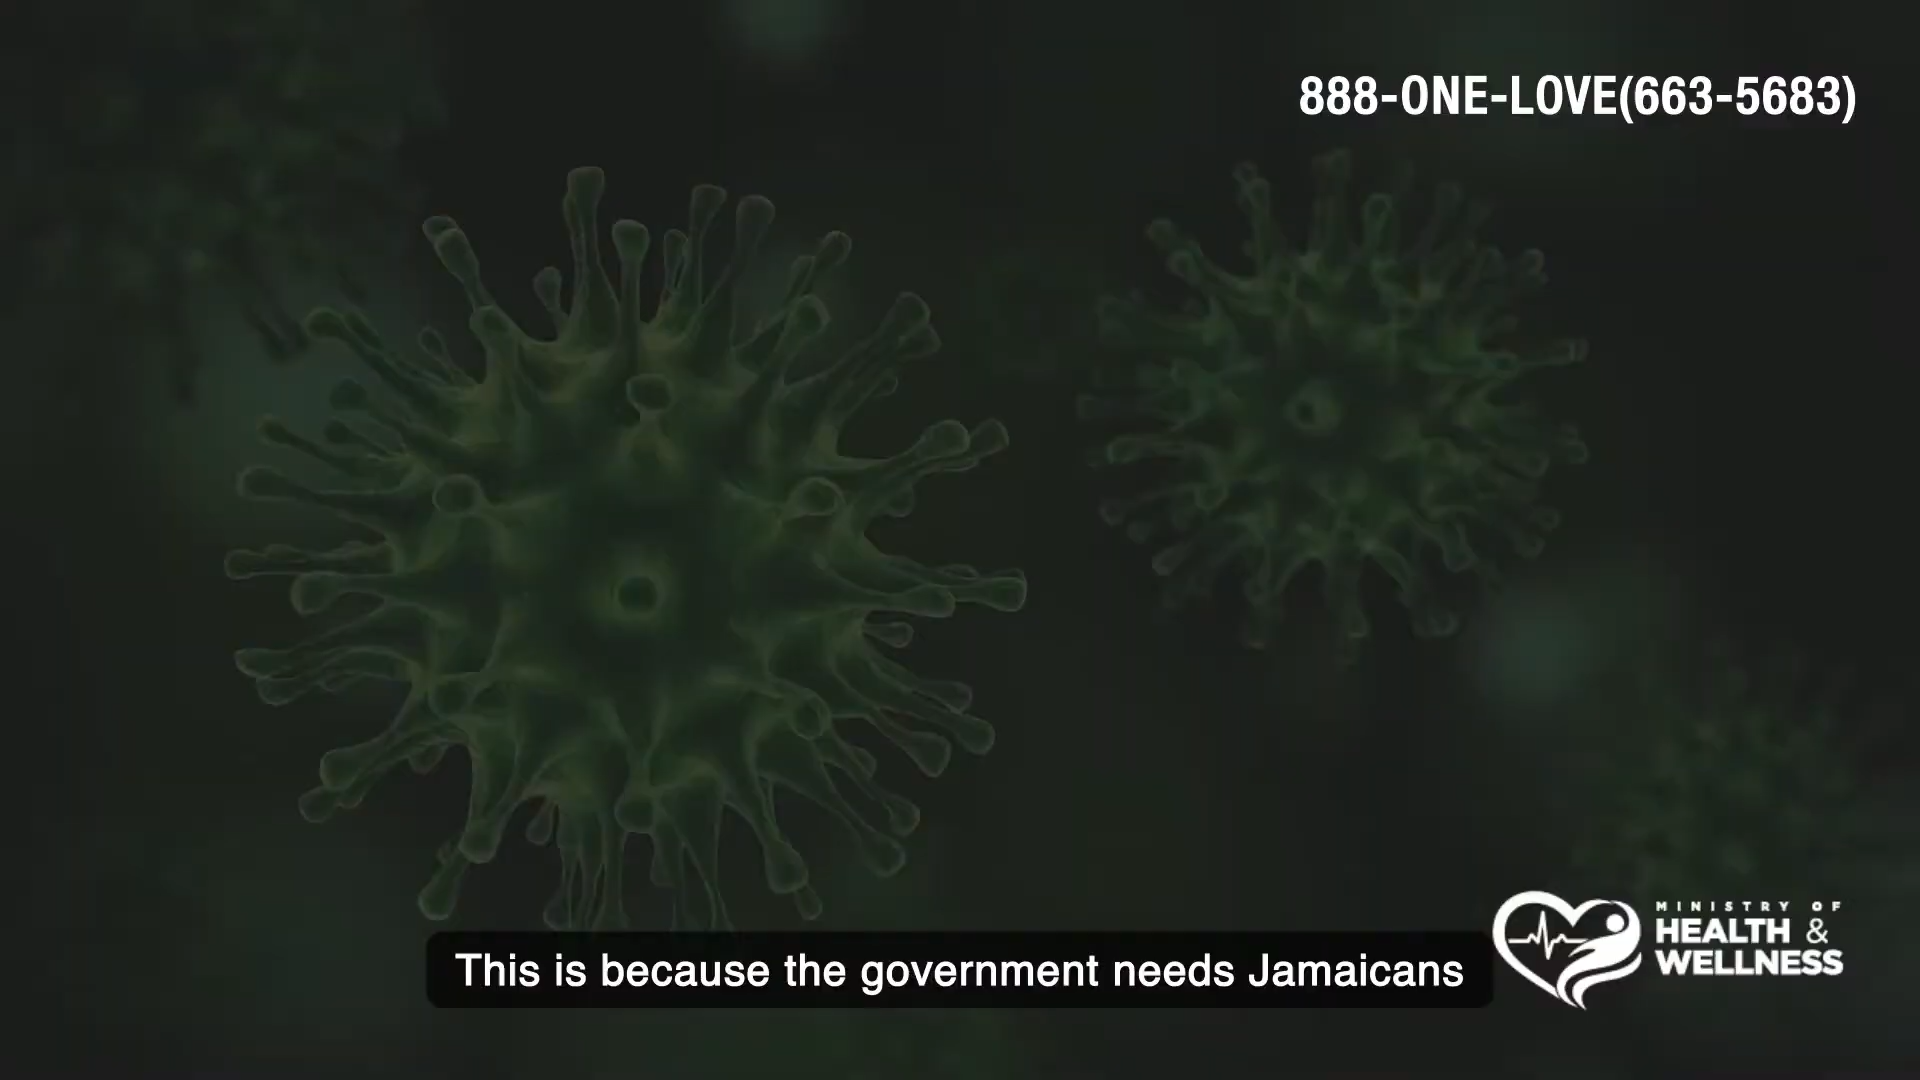 888-ONE-LOVE(663-5683)
MINISTRY OF
HEALTH &
WELLNESS
This is because the government needs Jamaicans